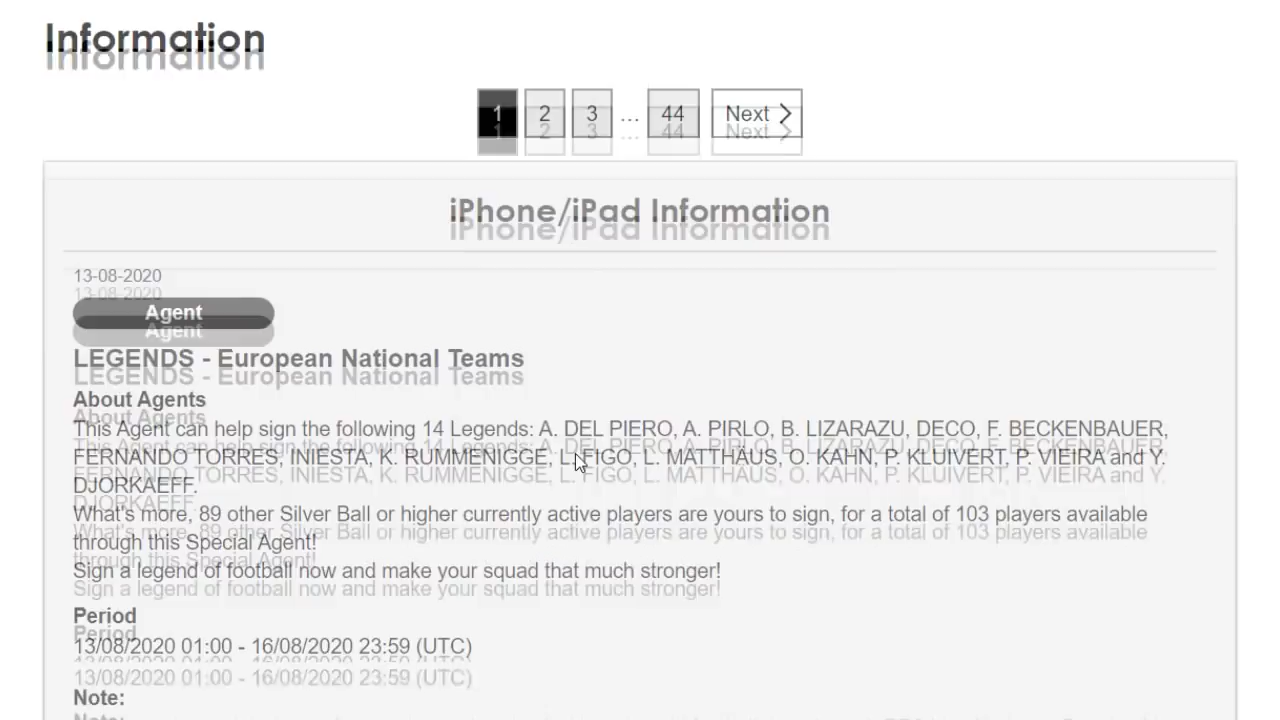 Information
1 2 3 ... 44 Next
iPhone/iPad Information
13-08-2020
Agent
LEGENDS - European National Teams
About Agents
This Agent can help sign the following 14 Legends: A. DEL PIERO, A. PIRLO, B. LIZARAZU, DECO, F. BECKENBAUER,
FERNANDO TORRES, INIESTA, K. RUMMENIGGE, L. FIGO, L. MATTHÄUS, O. KAHN, P. KLUIVERT, P. VIEIRA and Y.
DJORKAEFF.
What's more, 89 other Silver Ball or higher currently active players are yours to sign, for a total of 103 players available
through this Special Agent!
Sign a legend of football now and make your squad that much stronger!
Period
13/08/2020 01:00 - 16/08/2020 23:59 (UTC)
Note: